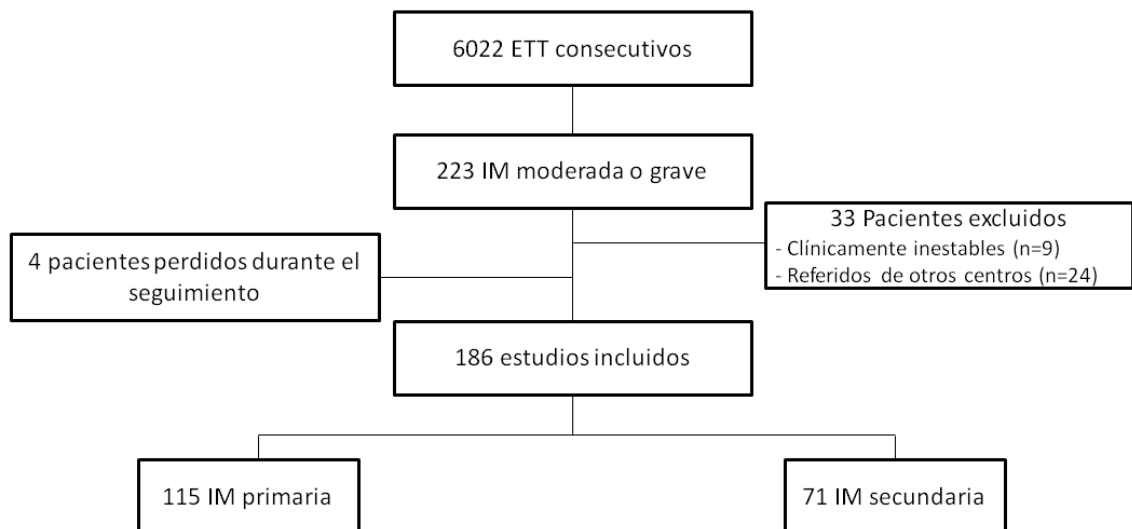 6022 ETT consecutivos
223 IM moderada o grave
33 Pacientes excluidos
- Clínicamente inestables (n=9)
- Referidos de otros centros (n=24)
4 pacientes perdidos durante el
seguimiento
186 estudios incluidos
115 IM primaria
71 IM secundaria